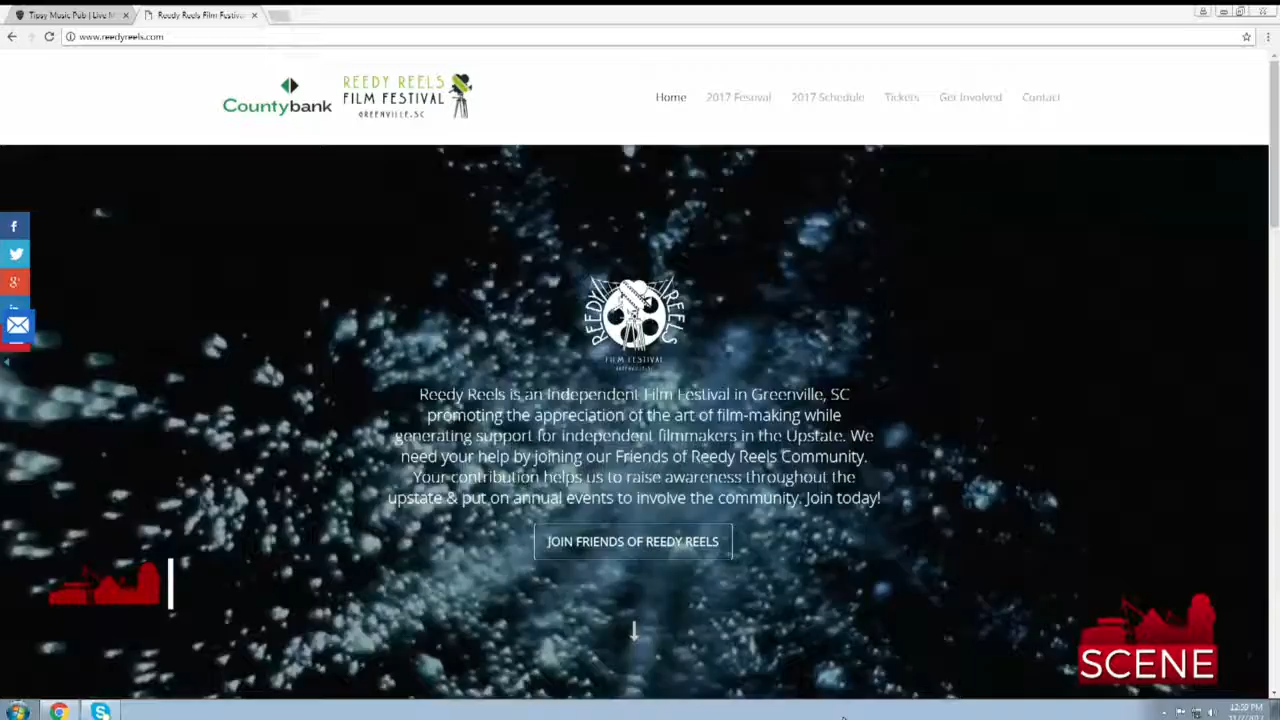 Tipsy Music Pub | Live M
Reedy Reels Film Festiva
www.reedyreels.com
Countybank
REEDY REELS
FILM FESTIVAL
GREENVILLE, SC
Home
2017 Festival
2017 Schedule
Tickets
Get Involved
Contact
REEDY REELS
FILM FESTIVAL
Reedy Reels is an Independent Film Festival in Greenville, SC
promoting the appreciation of the art of film-making while
generating support for independent filmmakers in the Upstate. We
need your help by joining our Friends of Reedy Reels Community.
Your contribution helps us to raise awareness throughout the
upstate & put on annual events to involve the community. Join today!
JOIN FRIENDS OF REEDY REELS
SCENE
12:59 PM